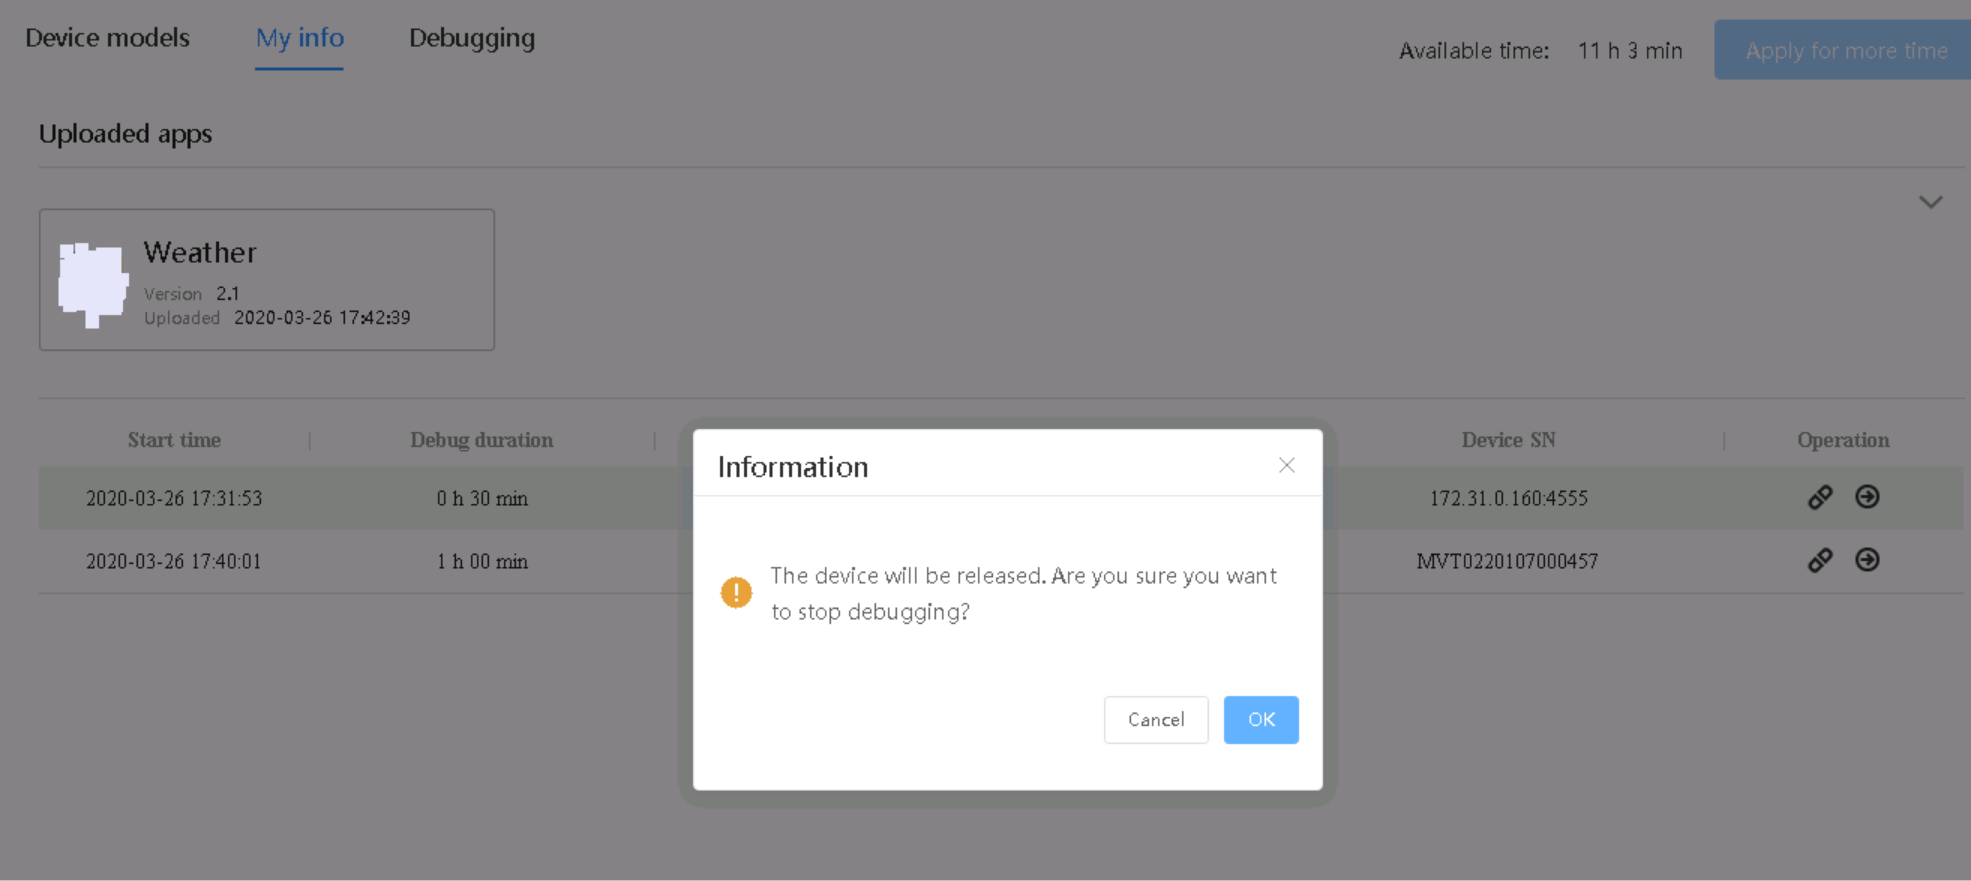 Device models My info Debugging
Available time: 11 h 3 min Apply for more time
Uploaded apps
Weather
Version 2.1
Uploaded 2020-03-26 17:42:39
Start time Debug duration Device SN Operation
2020-03-26 17:31:53 0 h 30 min 172.31.0.160:4555
2020-03-26 17:40:01 1 h 00 min MVT0220107000457
Information
The device will be released. Are you sure you want
to stop debugging?
Cancel OK